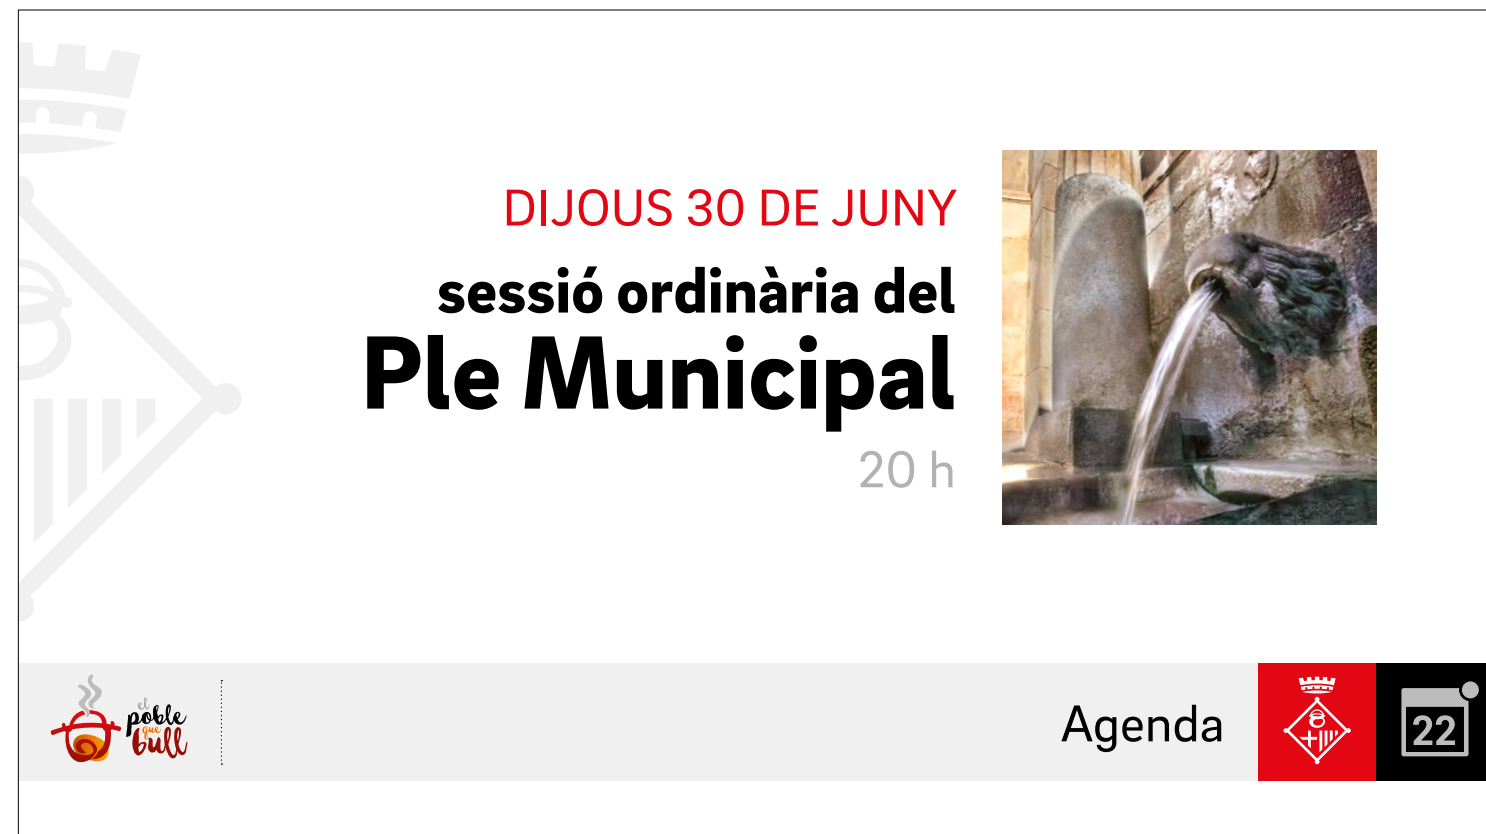 DIJOUS 30 DE JUNY
sessió ordinària del
Ple Municipal
20 h
el
poble
que
bull
Agenda
22